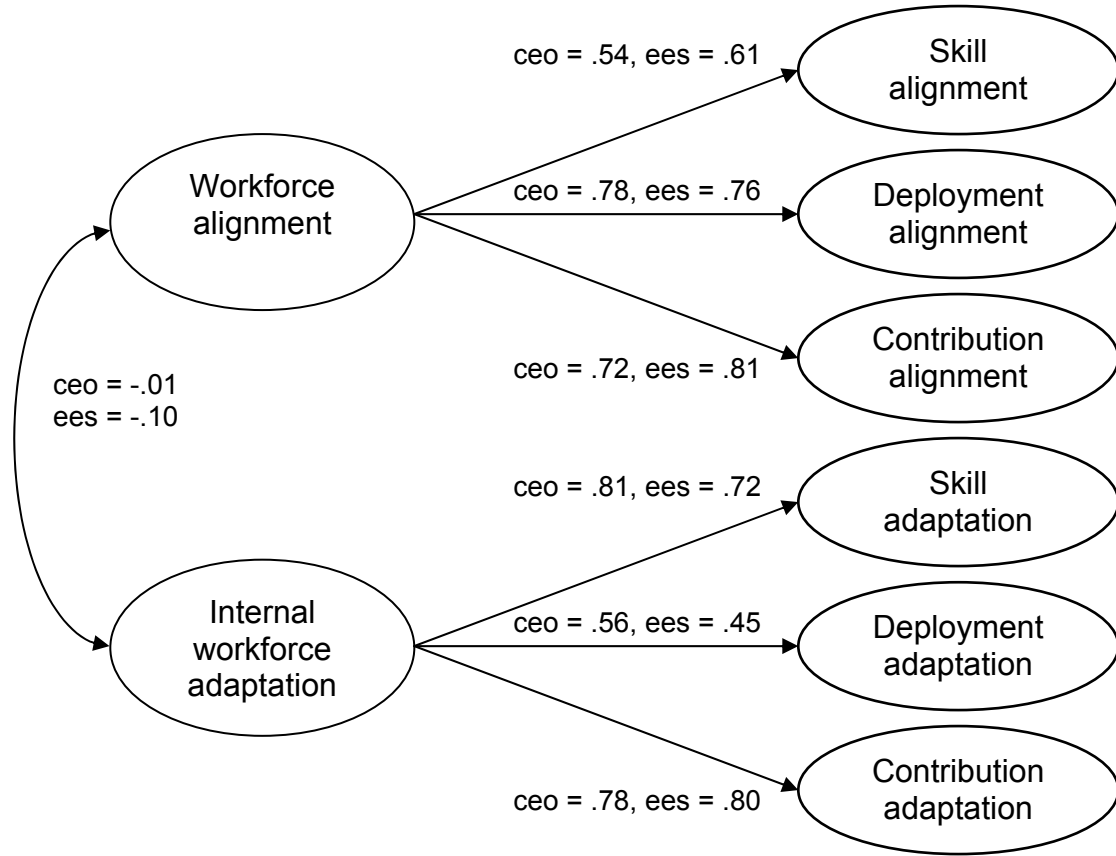 ceo = .54, ees = .61
Skill
alignment
Workforce
alignment
ceo = .78, ees = .76
Deployment
alignment
ceo = .72, ees = .81
Contribution
alignment
ceo = -.01
ees = -.10
ceo = .81, ees = .72
Skill
adaptation
Internal
workforce
adaptation
ceo = .56, ees = .45
Deployment
adaptation
ceo = .78, ees = .80
Contribution
adaptation